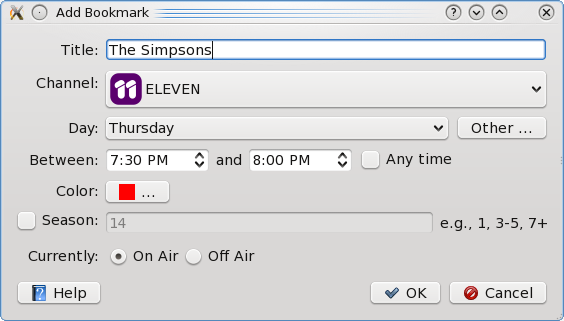 Add Bookmark
Title: The Simpsons
Channel: 11 ELEVEN
Day: Thursday Other ...
Between: 7:30 PM and 8:00 PM Any time
Color: ...
Season: 14 e.g., 1, 3-5, 7+
Currently: On Air Off Air
Help OK Cancel